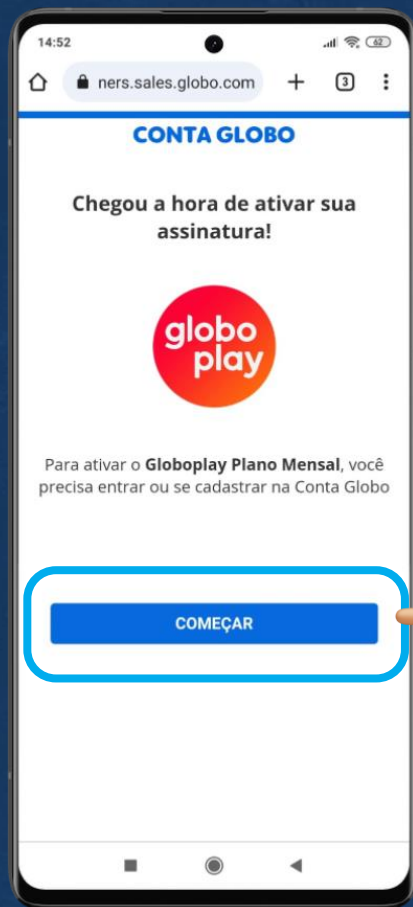 14:52
62
ners.sales.globo.com
3
CONTA GLOBO
Chegou a hora de ativar sua
assinatura!
globo
play
Para ativar o Globoplay Plano Mensal, você
precisa entrar ou se cadastrar na Conta Globo
COMEÇAR